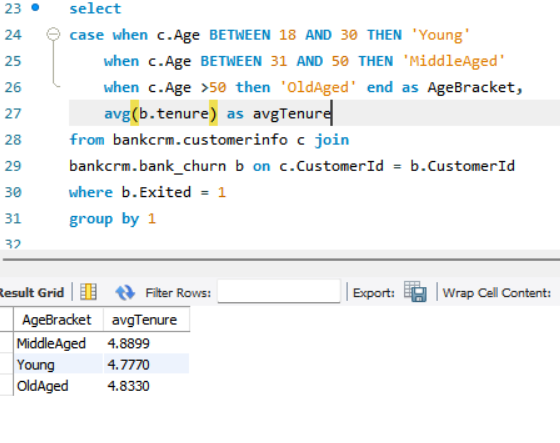 23 select
24 case when c.Age BETWEEN 18 AND 30 THEN 'Young'
25 when c.Age BETWEEN 31 AND 50 THEN 'MiddleAged'
26 when c.Age >50 then 'OldAged' end as AgeBracket,
27 avg(b.tenure) as avgTenure
28 from bankcrm.customerinfo c join
29 bankcrm.bank_churn b on c.CustomerId = b.CustomerId
30 where b.Exited = 1
31 group by 1
32
Result Grid Filter Rows: Export: Wrap Cell Content:
AgeBracket avgTenure
MiddleAged 4.8899
Young 4.7770
OldAged 4.8330